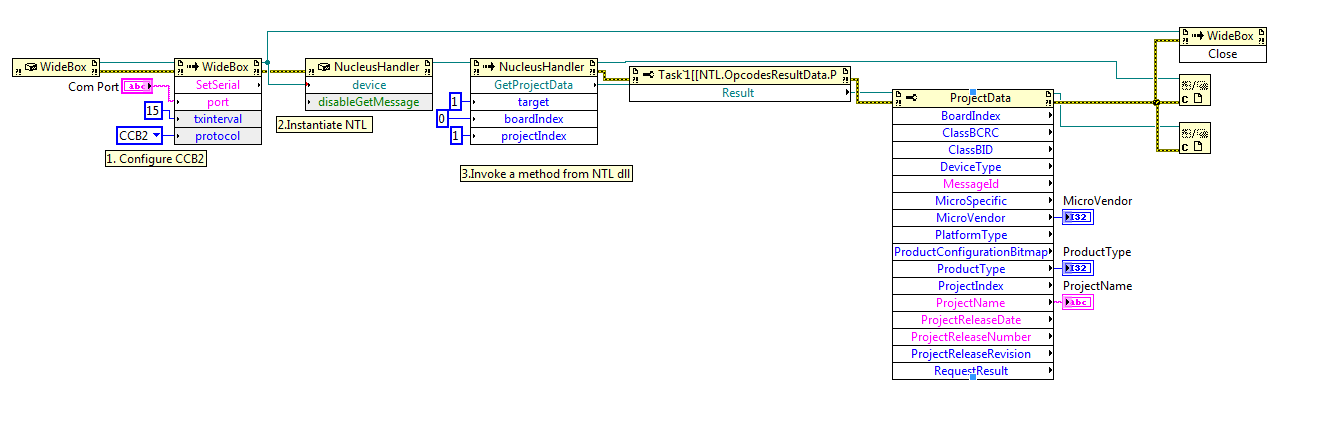 WideBox
WideBox
SetSerial
port
txinterval
protocol
Com Port
abc
15
CCB2
1. Configure CCB2
NucleusHandler
device
disableGetMessage
2.Instantiate NTL
NucleusHandler
GetProjectData
target
boardIndex
projectIndex
1
0
1
3.Invoke a method from NTL dll
Task`1[[NTL.OpcodesResultData.P
Result
ProjectData
BoardIndex
ClassBCRC
ClassBID
DeviceType
MessageId
MicroSpecific
MicroVendor
PlatformType
ProductConfigurationBitmap
ProductType
ProjectIndex
ProjectName
ProjectReleaseDate
ProjectReleaseNumber
ProjectReleaseRevision
RequestResult
MicroVendor
I32
ProductType
I32
ProjectName
abc
WideBox
Close
C
C